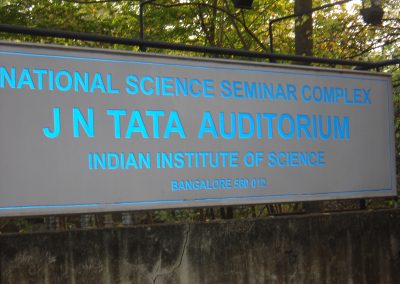 NATIONAL SCIENCE SEMINAR COMPLEX
J N TATA AUDITORIUM
INDIAN INSTITUTE OF SCIENCE
BANGALORE 560 012